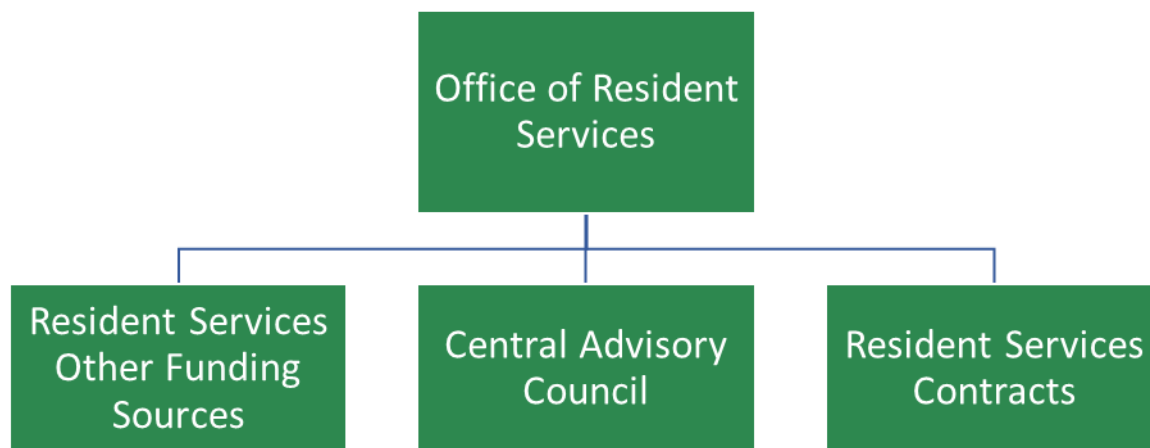 Office of Resident
Services
Resident Services
Other Funding
Sources
Central Advisory
Council
Resident Services
Contracts